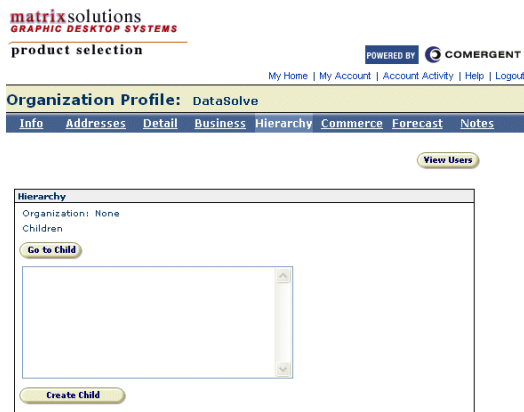 matrixsolutions
GRAPHIC DESKTOP SYSTEMS
product selection
POWERED BY COMERGENT
My Home | My Account | Account Activity | Help | Logout
Organization Profile: DataSolve
Info Addresses Detail Business Hierarchy Commerce Forecast Notes
View Users
Hierarchy
Organization: None
Children
Go to Child
Create Child